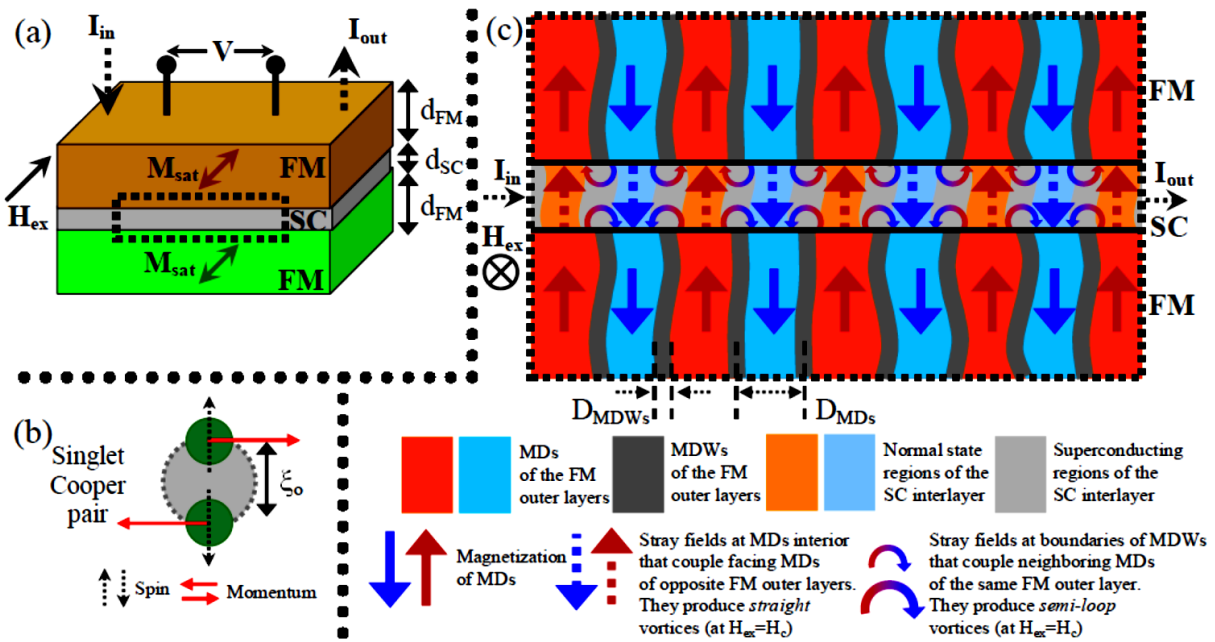 (a)
I_in
V
I_out
d_FM
d_SC
d_FM
M_sat
FM
SC
H_ex
M_sat
FM
(b)
Singlet
Cooper
pair
ξ_o
Spin
Momentum
(c)
FM
I_in
I_out
SC
H_ex
FM
D_MDWs
D_MDs
MDs
of the FM
outer layers
MDWs
of the FM
outer layers
Normal state
regions of the
SC interlayer
Superconducting
regions of the
SC interlayer
Magnetization
of MDs
Stray fields at MDs interior
that couple facing MDs
of opposite FM outer layers.
They produce straight
vortices (at H_ex=H_c)
Stray fields at boundaries of MDWs
that couple neighboring MDs
of the same FM outer layer.
They produce semi-loop
vortices (at H_ex=H_c)